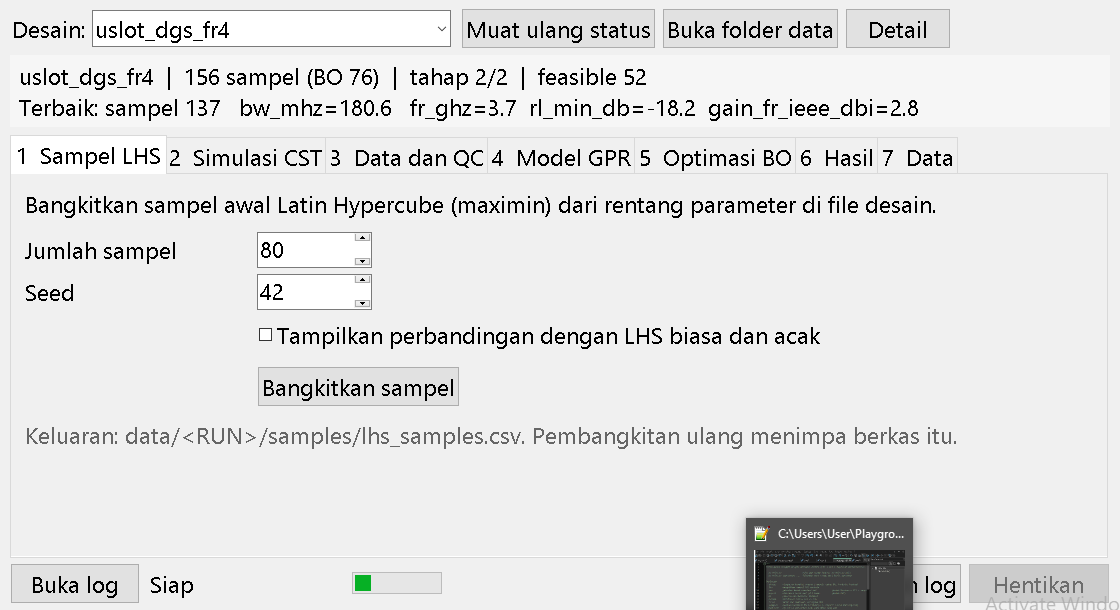 Desain: uslot_dgs_fr4 Muat ulang status Buka folder data Detail
uslot_dgs_fr4 | 156 sampel (BO 76) | tahap 2/2 | feasible 52
Terbaik: sampel 137 bw_mhz=180.6 fr_ghz=3.7 rl_min_db=-18.2 gain_fr_ieee_dbi=2.8
1 Sampel LHS 2 Simulasi CST 3 Data dan QC 4 Model GPR 5 Optimasi BO 6 Hasil 7 Data
Bangkitkan sampel awal Latin Hypercube (maximin) dari rentang parameter di file desain.
Jumlah sampel 80
Seed 42
Tampilkan perbandingan dengan LHS biasa dan acak
Bangkitkan sampel
Keluaran: data/<RUN>/samples/lhs_samples.csv. Pembangkitan ulang menimpa berkas itu.
C:\Users\User\Playgro...
Buka log Siap log Hentikan
Activate Windo